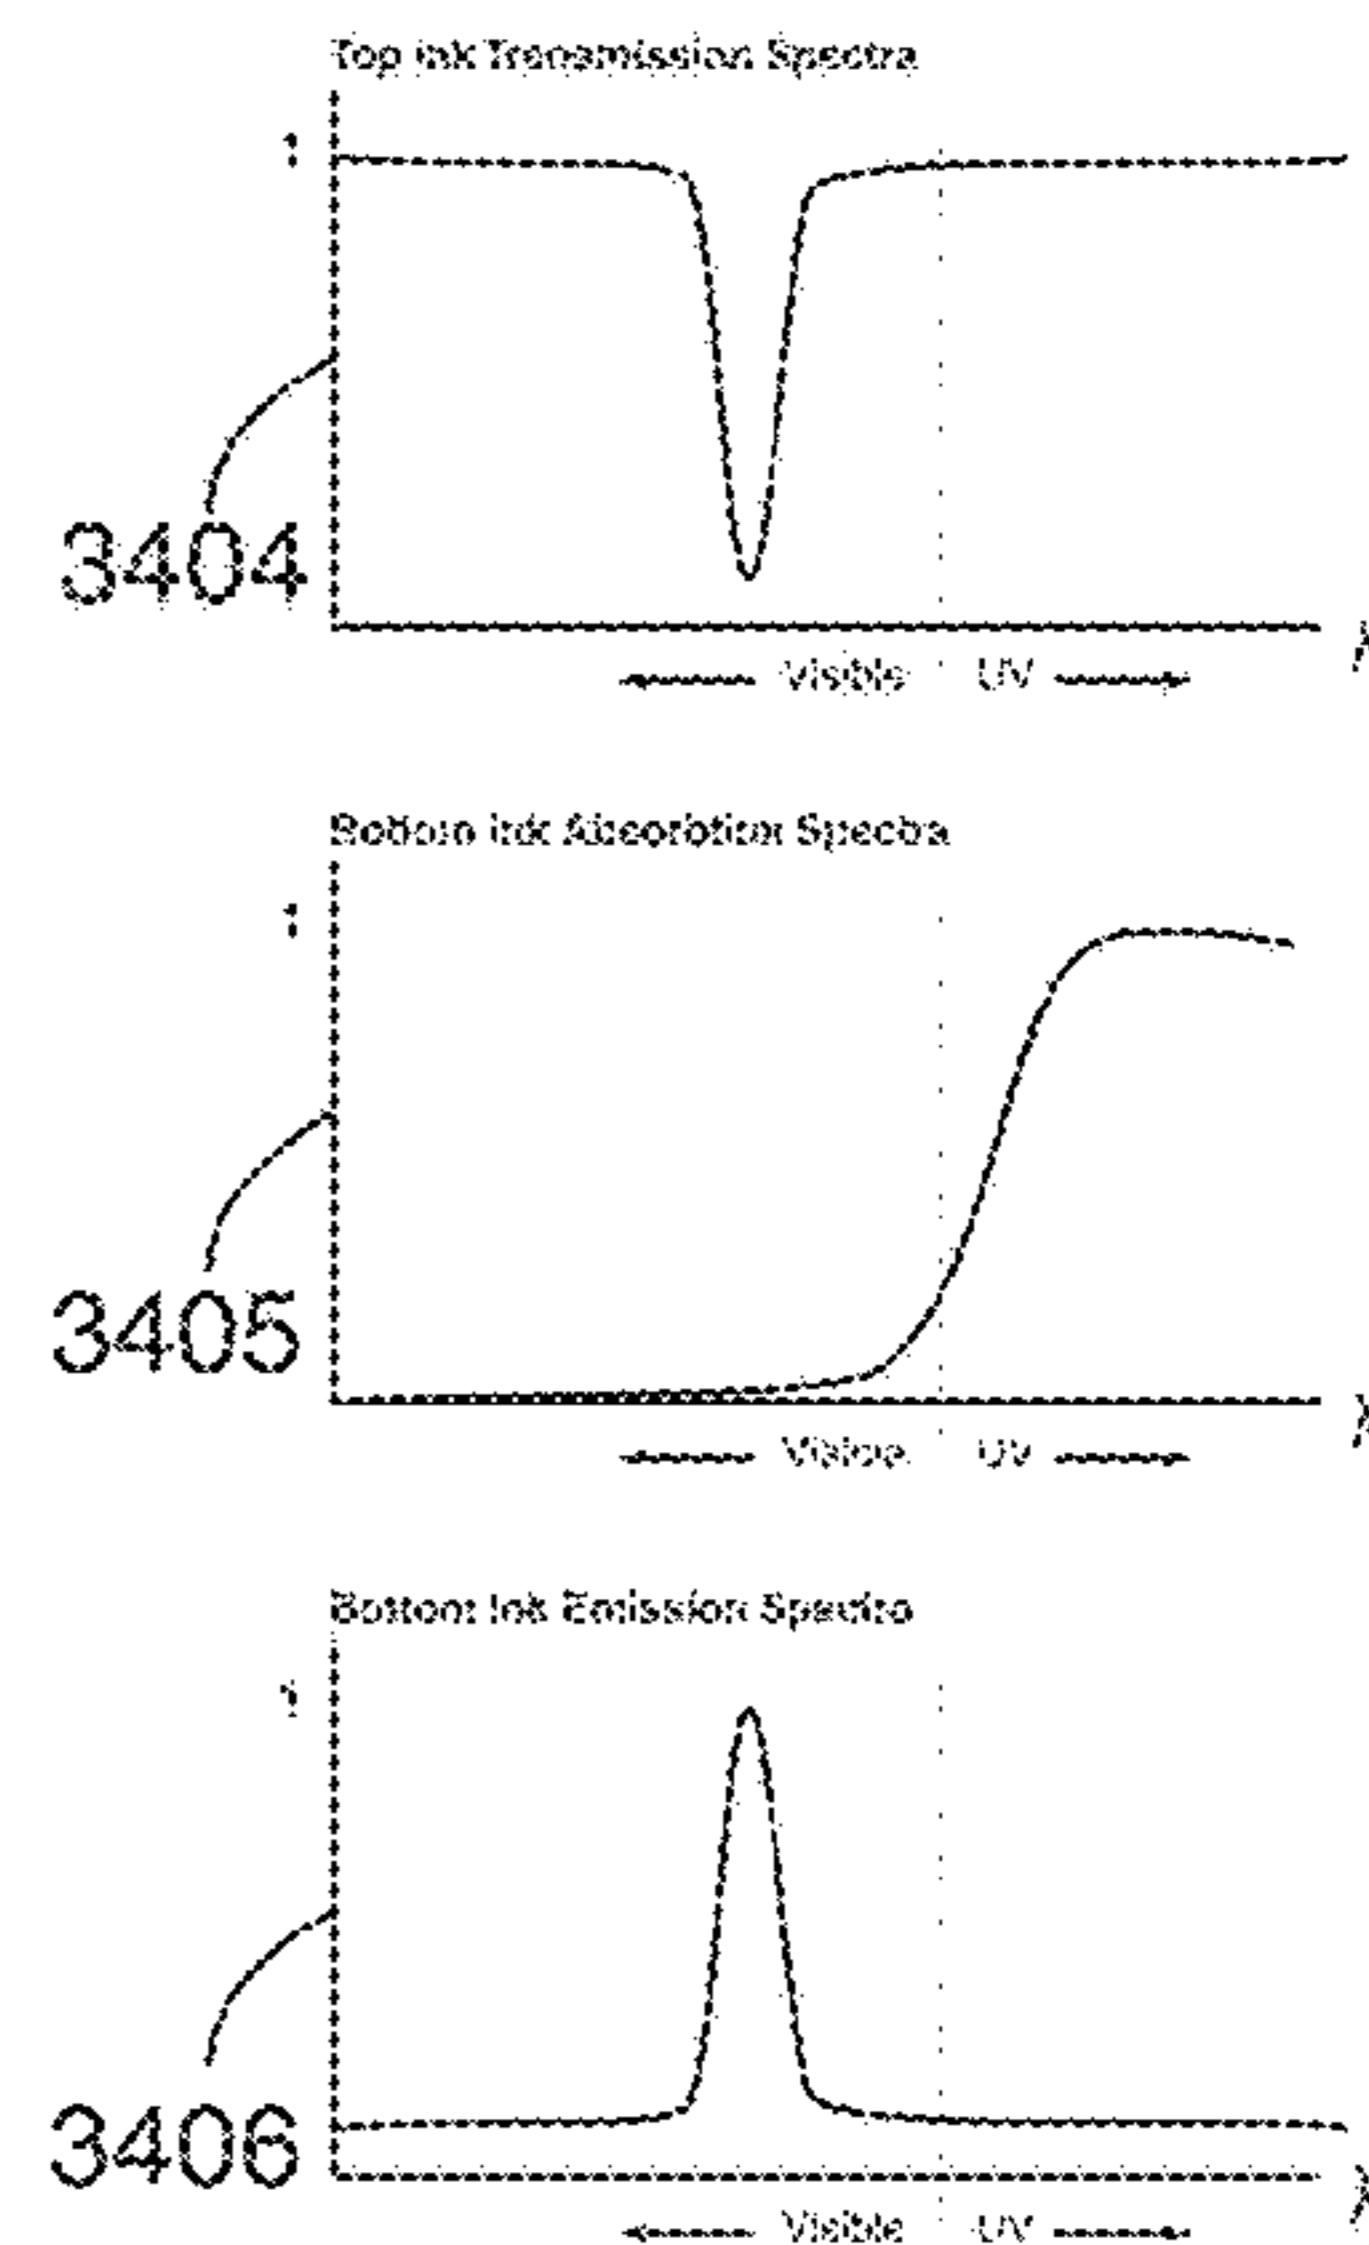 Top Ink Transmission Spectra
1
3404
Visible UV
λ
Bottom Ink Absorbtion Spectra
1
3405
Visible UV
λ
Bottom Ink Emission Spectra
1
3406
Visible UV
λ